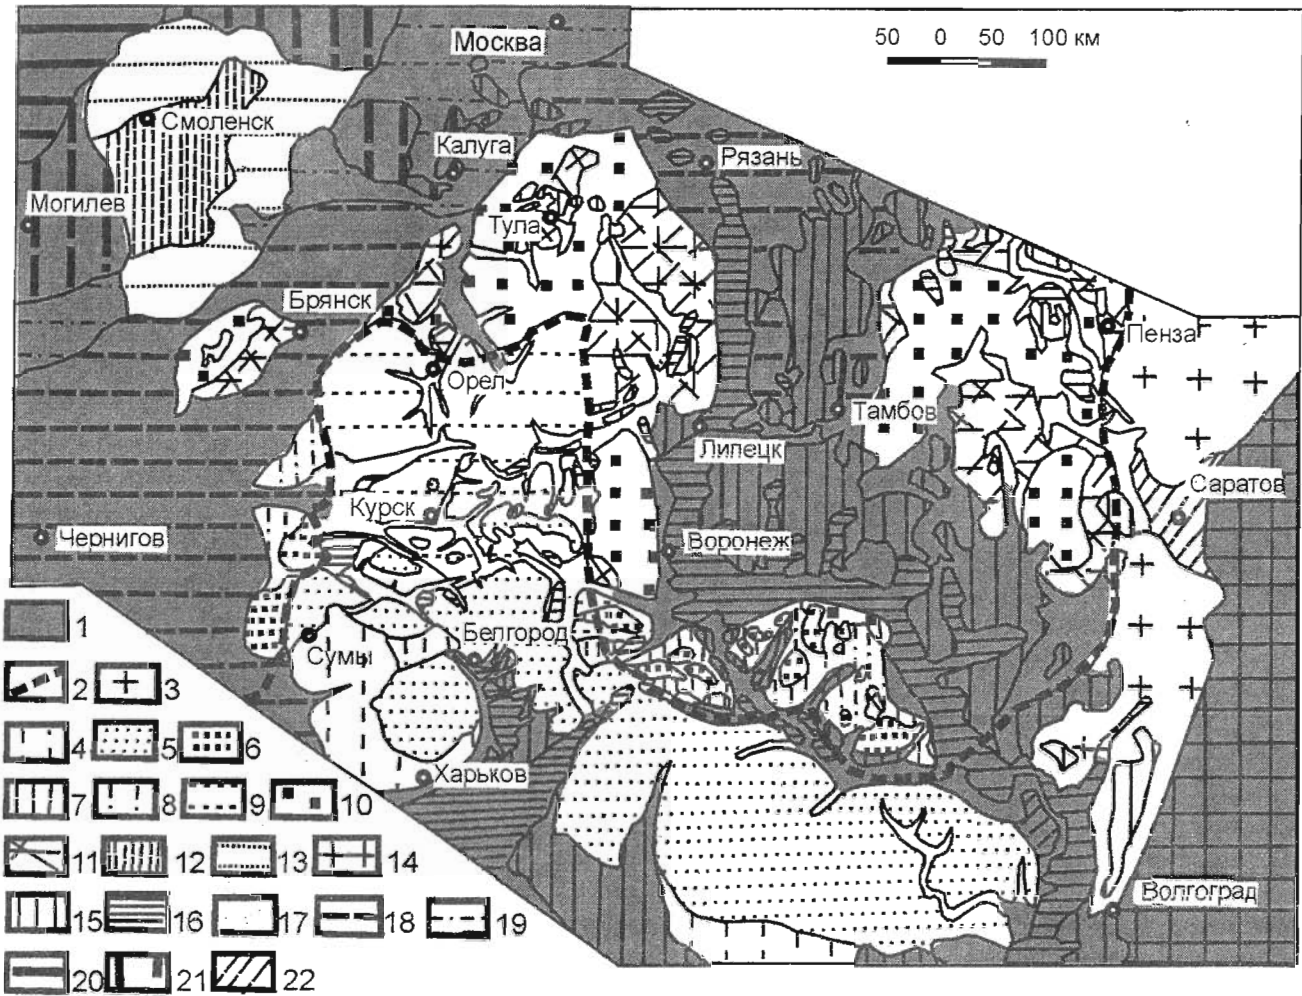 Москва
50 0 50 100 км
Смоленск
Калуга
Рязань
Могилев
Тула
Брянск
Пенза
Орел
Тамбов
Липецк
Саратов
Курск
Чернигов
Воронеж
Белгород
Сумы
Харьков
Волгоград
1
2 3
4 5 6
7 8 9 10
11 12 13 14
15 16 17 18 19
20 21 22